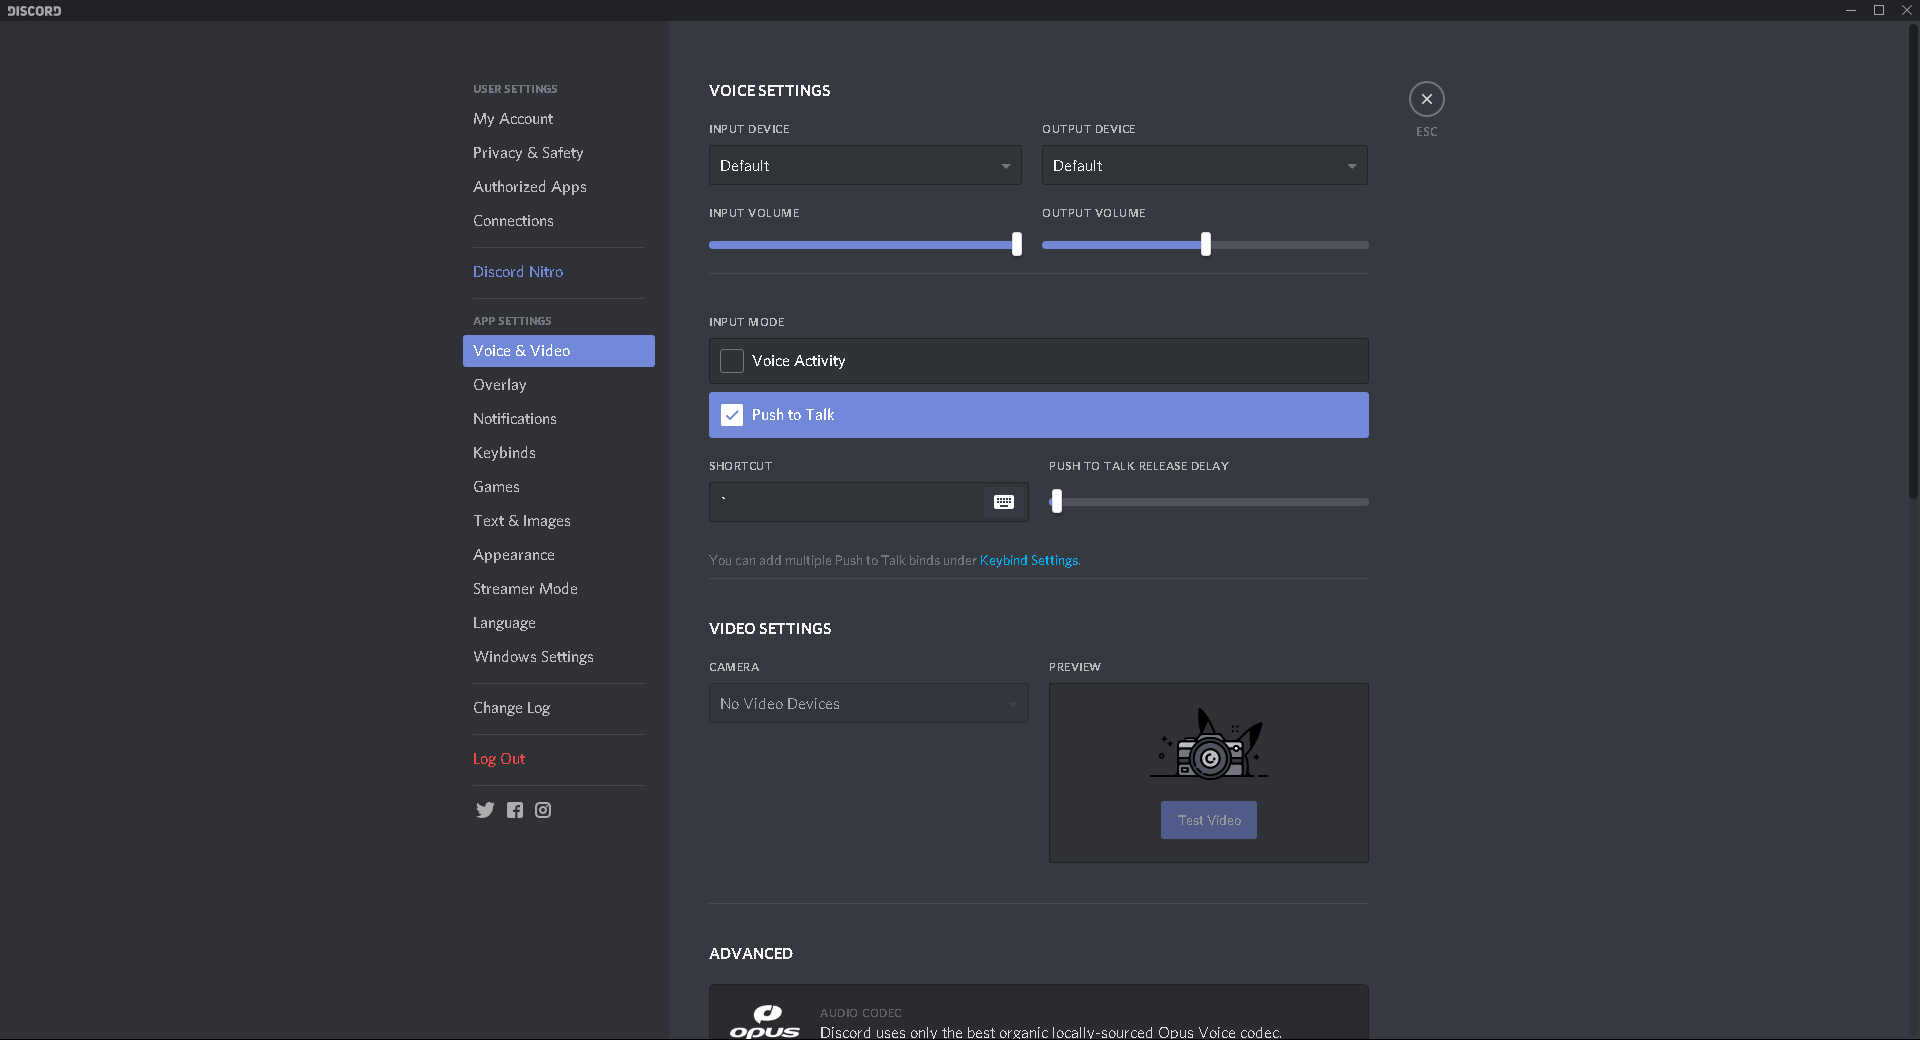 DISCORD
USER SETTINGS
My Account
Privacy & Safety
Authorized Apps
Connections
Discord Nitro
APP SETTINGS
Voice & Video
Overlay
Notifications
Keybinds
Games
Text & Images
Appearance
Streamer Mode
Language
Windows Settings
Change Log
Log Out
VOICE SETTINGS
INPUT DEVICE
Default
OUTPUT DEVICE
Default
INPUT VOLUME
OUTPUT VOLUME
INPUT MODE
Voice Activity
Push to Talk
SHORTCUT
`
PUSH TO TALK RELEASE DELAY
You can add multiple Push to Talk binds under Keybind Settings.
VIDEO SETTINGS
CAMERA
No Video Devices
PREVIEW
Test Video
ADVANCED
opus
AUDIO CODEC
Discord uses only the best organic locally-sourced Opus Voice codec.
ESC